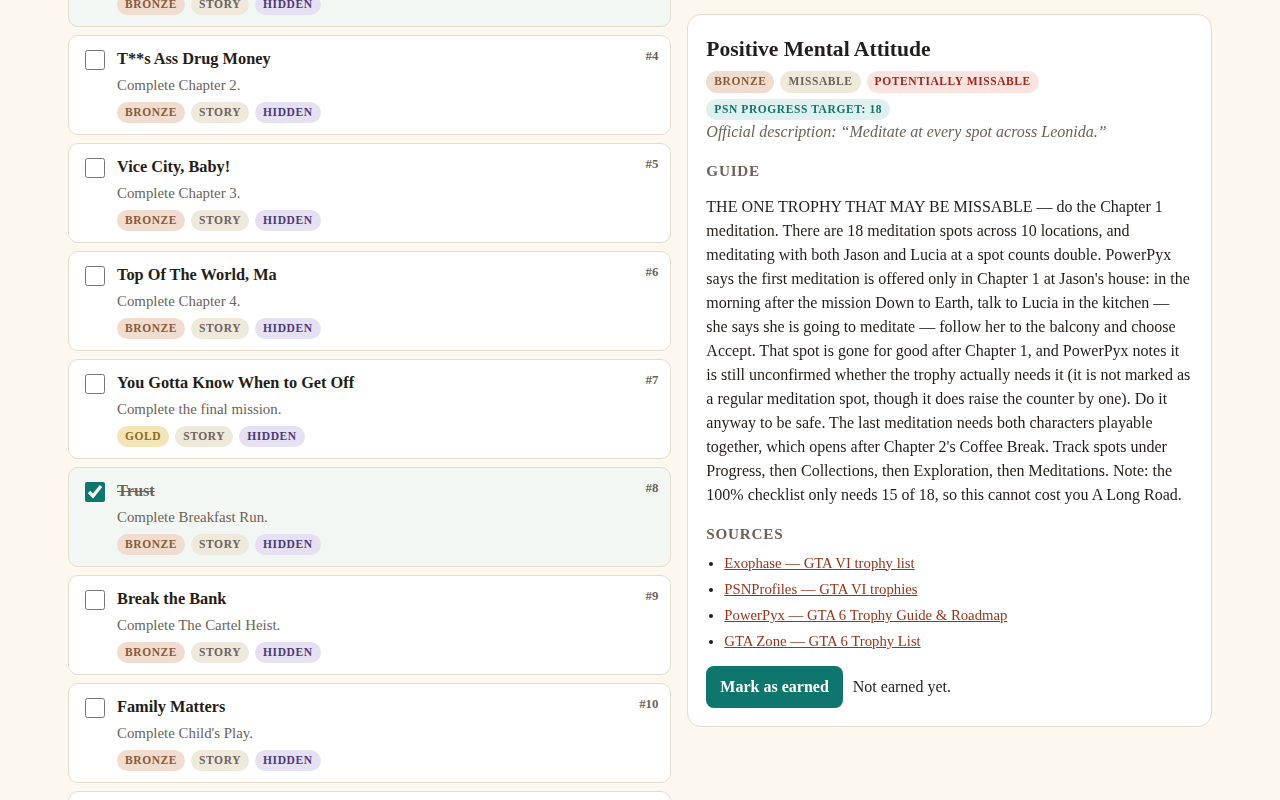 BRONZE STORY HIDDEN
T**s Ass Drug Money #4
Complete Chapter 2.
BRONZE STORY HIDDEN
Vice City, Baby! #5
Complete Chapter 3.
BRONZE STORY HIDDEN
Top Of The World, Ma #6
Complete Chapter 4.
BRONZE STORY HIDDEN
You Gotta Know When to Get Off #7
Complete the final mission.
GOLD STORY HIDDEN
Trust #8
Complete Breakfast Run.
BRONZE STORY HIDDEN
Break the Bank #9
Complete The Cartel Heist.
BRONZE STORY HIDDEN
Family Matters #10
Complete Child's Play.
BRONZE STORY HIDDEN
Positive Mental Attitude
BRONZE MISSABLE POTENTIALLY MISSABLE
PSN PROGRESS TARGET: 18
Official description: “Meditate at every spot across Leonida.”
GUIDE
THE ONE TROPHY THAT MAY BE MISSABLE — do the Chapter 1
meditation. There are 18 meditation spots across 10 locations, and
meditating with both Jason and Lucia at a spot counts double. PowerPyx
says the first meditation is offered only in Chapter 1 at Jason's house: in the
morning after the mission Down to Earth, talk to Lucia in the kitchen —
she says she is going to meditate — follow her to the balcony and choose
Accept. That spot is gone for good after Chapter 1, and PowerPyx notes it
is still unconfirmed whether the trophy actually needs it (it is not marked as
a regular meditation spot, though it does raise the counter by one). Do it
anyway to be safe. The last meditation needs both characters playable
together, which opens after Chapter 2's Coffee Break. Track spots under
Progress, then Collections, then Exploration, then Meditations. Note: the
100% checklist only needs 15 of 18, so this cannot cost you A Long Road.
SOURCES
Exophase — GTA VI trophy list
PSNProfiles — GTA VI trophies
PowerPyx — GTA 6 Trophy Guide & Roadmap
GTA Zone — GTA 6 Trophy List
Mark as earned Not earned yet.